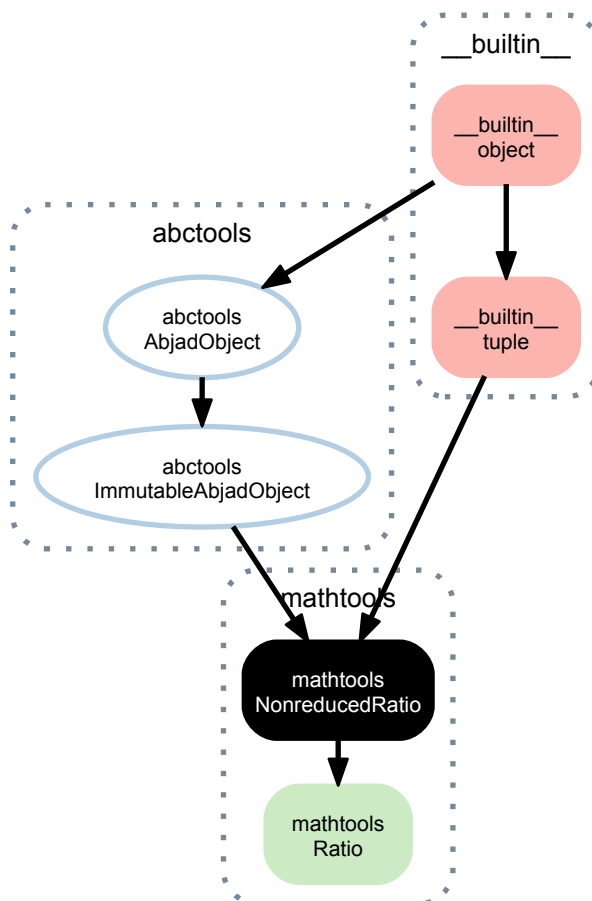 __builtin__
__builtin__
object
abctools
abctools
AbjadObject
__builtin__
tuple
abctools
ImmutableAbjadObject
mathtools
mathtools
NonreducedRatio
mathtools
Ratio